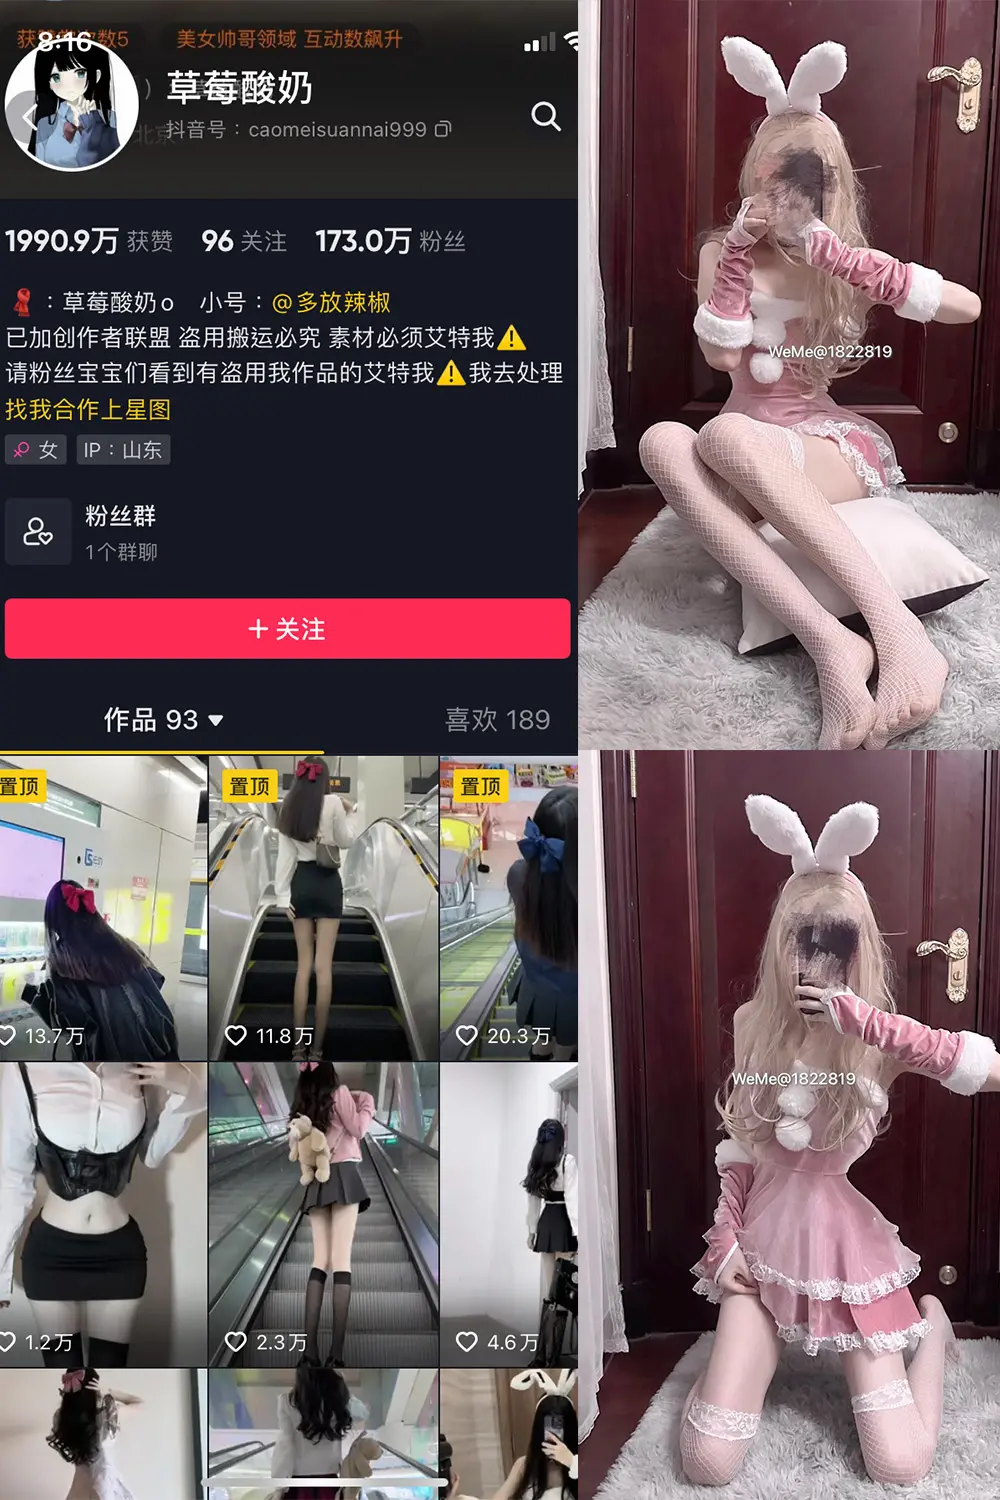 8:16
获赞次数5
美女帅哥领域 互动数飙升
草莓酸奶
抖音号：caomeisuannai999
北京
1990.9万 获赞 96 关注 173.0万 粉丝
：草莓酸奶o 小号：@多放辣椒
已加创作者联盟 盗用搬运必究 素材必须艾特我⚠️
请粉丝宝宝们看到有盗用我作品的艾特我⚠️我去处理
找我合作上星图
女 IP：山东
粉丝群
1个群聊
+ 关注
作品 93
喜欢 189
置顶
置顶
置顶
13.7万
11.8万
20.3万
1.2万
2.3万
4.6万
WeMe@1822819
WeMe@1822819